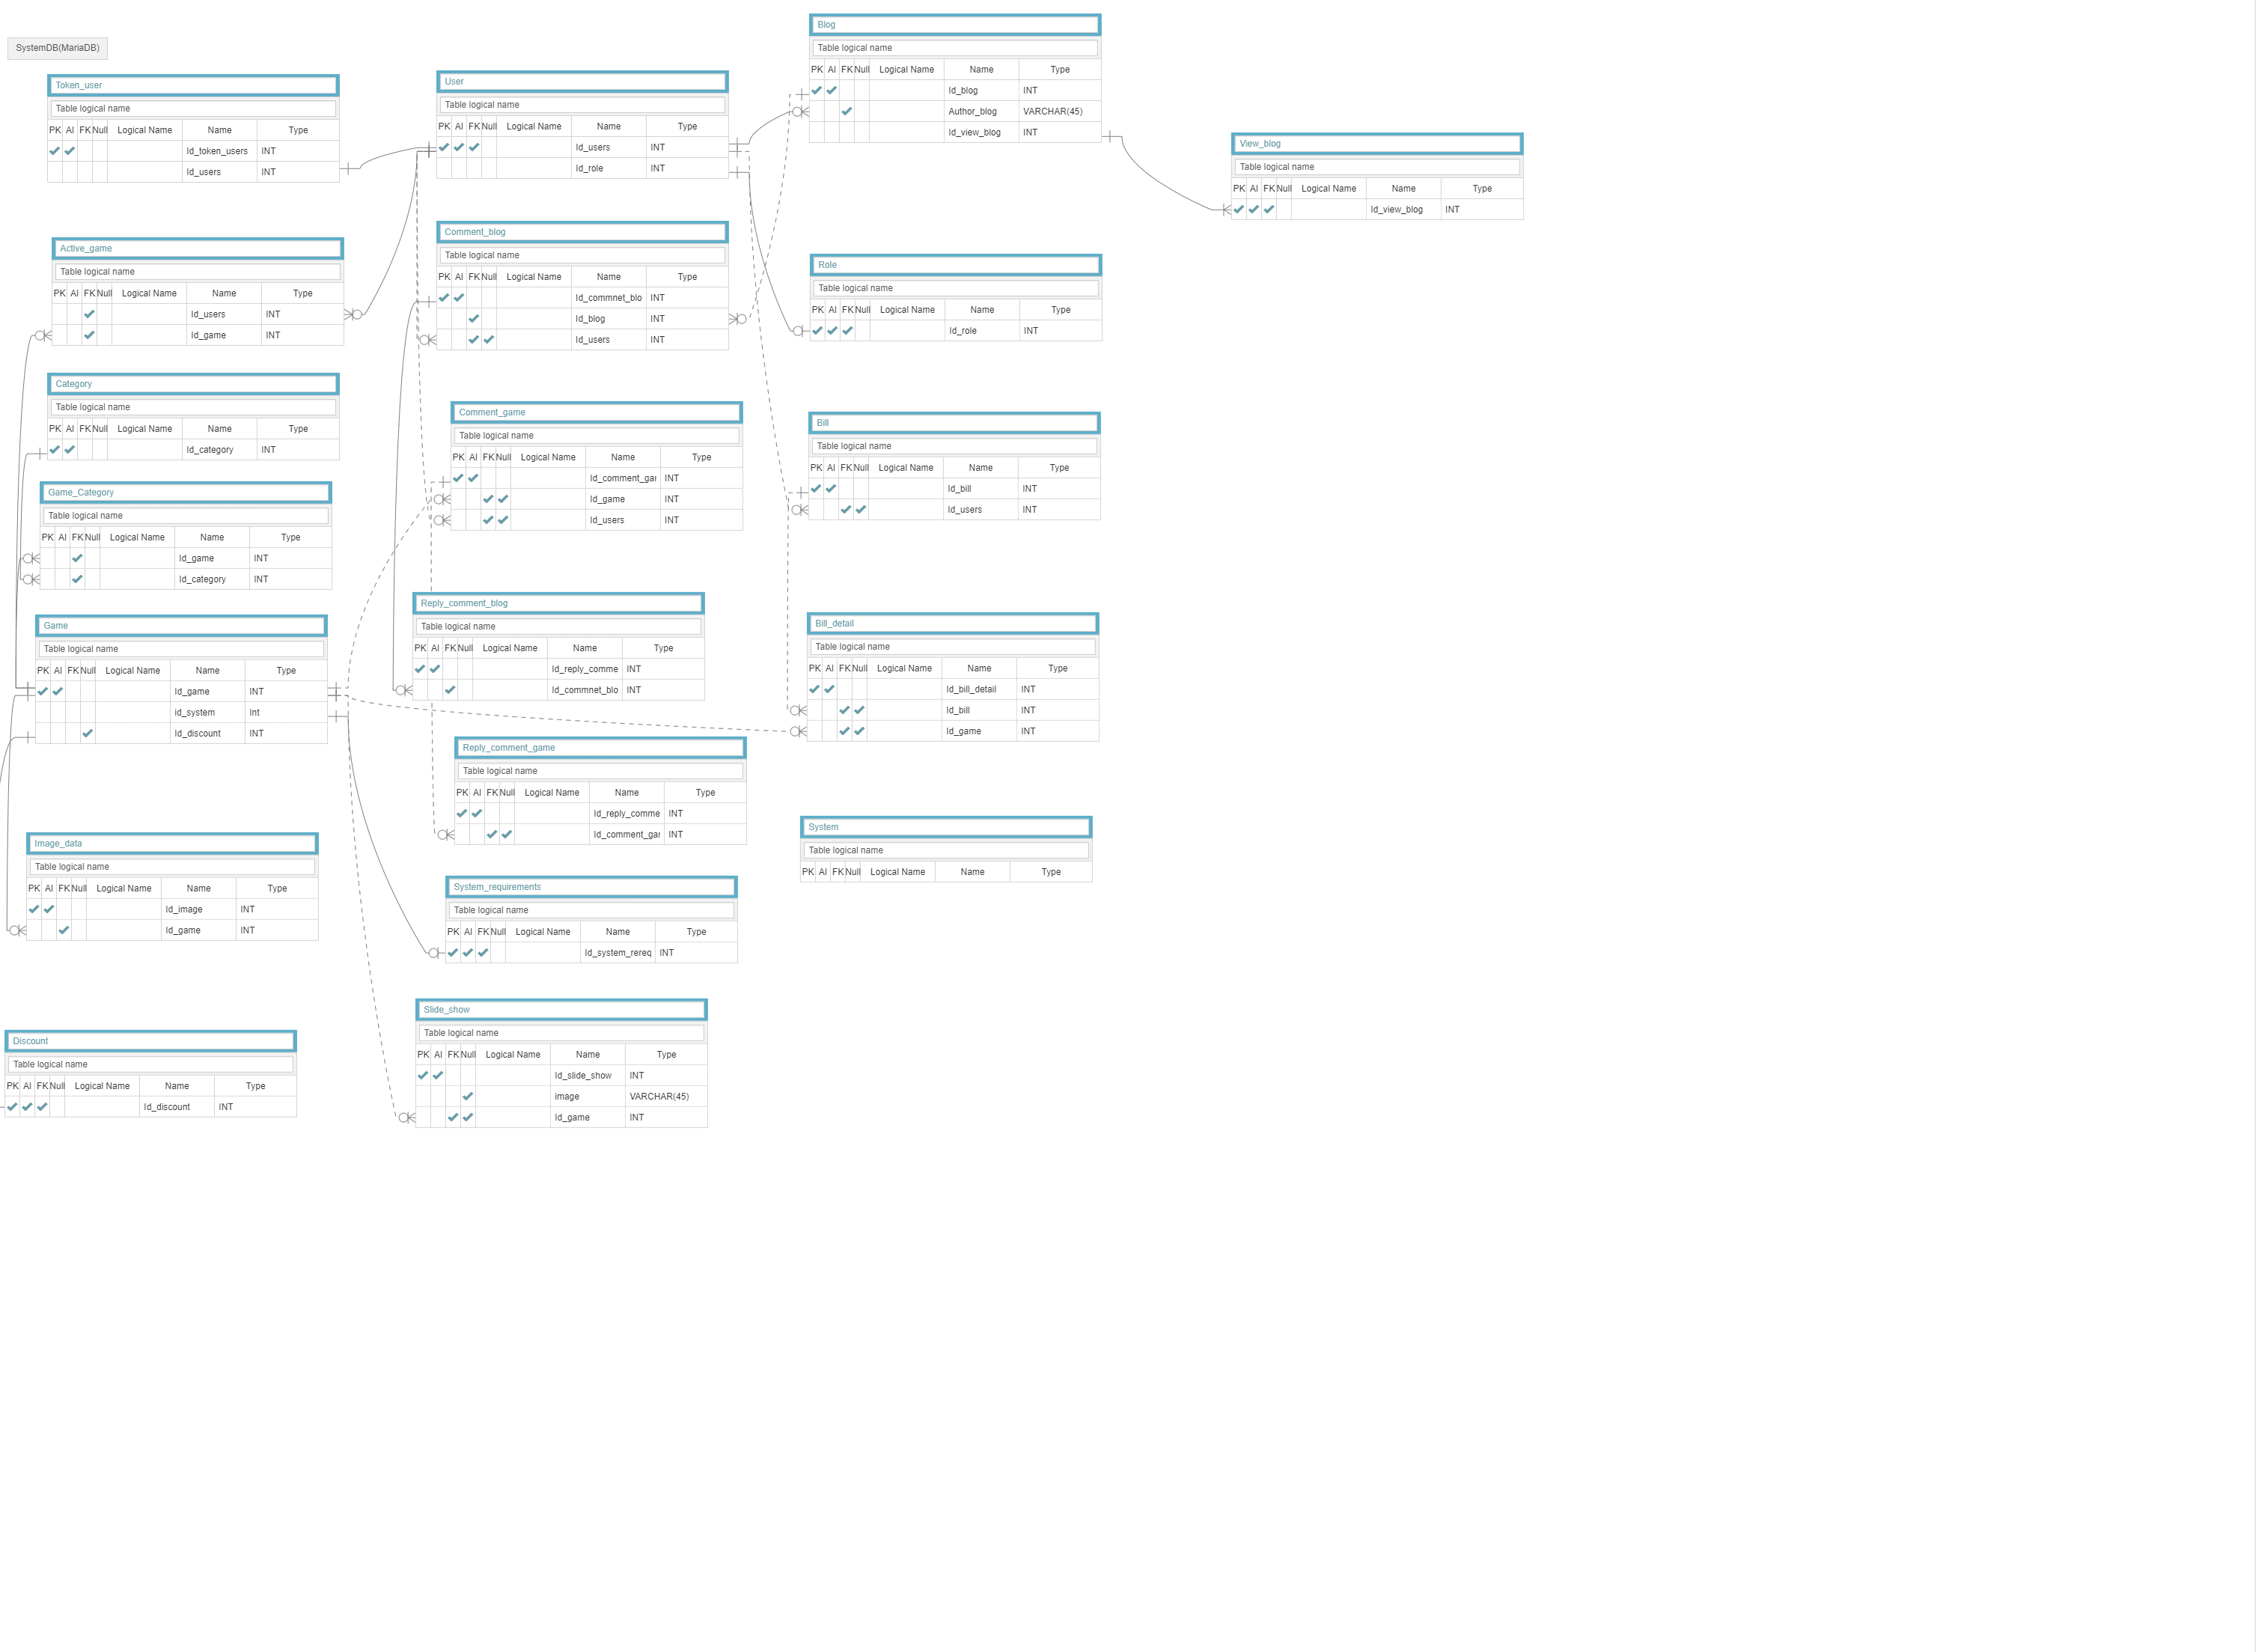 SystemDB(MariaDB)
Token_user
Table logical name
PK AI FK Null Logical Name Name Type
Id_token_users INT
Id_users INT
User
Table logical name
PK AI FK Null Logical Name Name Type
Id_users INT
Id_role INT
Blog
Table logical name
PK AI FK Null Logical Name Name Type
Id_blog INT
Author_blog VARCHAR(45)
Id_view_blog INT
View_blog
Table logical name
PK AI FK Null Logical Name Name Type
Id_view_blog INT
Active_game
Table logical name
PK AI FK Null Logical Name Name Type
Id_users INT
Id_game INT
Comment_blog
Table logical name
PK AI FK Null Logical Name Name Type
Id_commnet_blo INT
Id_blog INT
Id_users INT
Role
Table logical name
PK AI FK Null Logical Name Name Type
Id_role INT
Category
Table logical name
PK AI FK Null Logical Name Name Type
Id_category INT
Comment_game
Table logical name
PK AI FK Null Logical Name Name Type
Id_comment_gai INT
Id_game INT
Id_users INT
Bill
Table logical name
PK AI FK Null Logical Name Name Type
Id_bill INT
Id_users INT
Game_Category
Table logical name
PK AI FK Null Logical Name Name Type
Id_game INT
Id_category INT
Game
Table logical name
PK AI FK Null Logical Name Name Type
Id_game INT
id_system Int
Id_discount INT
Reply_comment_blog
Table logical name
PK AI FK Null Logical Name Name Type
Id_reply_comme INT
Id_commnet_blo INT
Bill_detail
Table logical name
PK AI FK Null Logical Name Name Type
Id_bill_detail INT
Id_bill INT
Id_game INT
Reply_comment_game
Table logical name
PK AI FK Null Logical Name Name Type
Id_reply_comme INT
Id_comment_gai INT
System
Table logical name
PK AI FK Null Logical Name Name Type
Image_data
Table logical name
PK AI FK Null Logical Name Name Type
Id_image INT
Id_game INT
System_requirements
Table logical name
PK AI FK Null Logical Name Name Type
Id_system_rereq INT
Slide_show
Table logical name
PK AI FK Null Logical Name Name Type
Id_slide_show INT
image VARCHAR(45)
Id_game INT
Discount
Table logical name
PK AI FK Null Logical Name Name Type
Id_discount INT